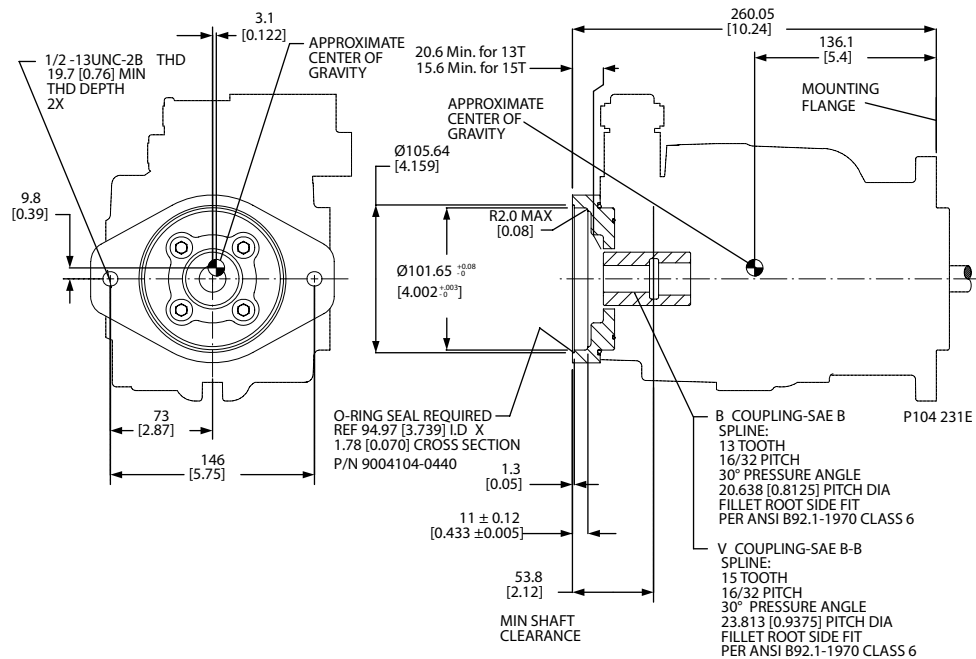 3.1
[0.122]
APPROXIMATE
CENTER OF
GRAVITY
1/2 -13UNC-2B THD
19.7 [0.76] MIN
THD DEPTH
2X
9.8
[0.39]
73
[2.87]
146
[5.75]
260.05
[10.24]
136.1
[5.4]
20.6 Min. for 13T
15.6 Min. for 15T
MOUNTING
FLANGE
APPROXIMATE
CENTER OF
GRAVITY
Ø105.64
[4.159]
R2.0 MAX
[0.08]
Ø101.65 +0.08 -0
[4.002 +.003 -0]
O-RING SEAL REQUIRED
REF 94.97 [3.739] I.D X
1.78 [0.070] CROSS SECTION
P/N 9004104-0440
1.3
[0.05]
11 ± 0.12
[0.433 ±0.005]
53.8
[2.12]
MIN SHAFT
CLEARANCE
P104 231E
B COUPLING-SAE B
SPLINE:
13 TOOTH
16/32 PITCH
30° PRESSURE ANGLE
20.638 [0.8125] PITCH DIA
FILLET ROOT SIDE FIT
PER ANSI B92.1-1970 CLASS 6
V COUPLING-SAE B-B
SPLINE:
15 TOOTH
16/32 PITCH
30° PRESSURE ANGLE
23.813 [0.9375] PITCH DIA
FILLET ROOT SIDE FIT
PER ANSI B92.1-1970 CLASS 6